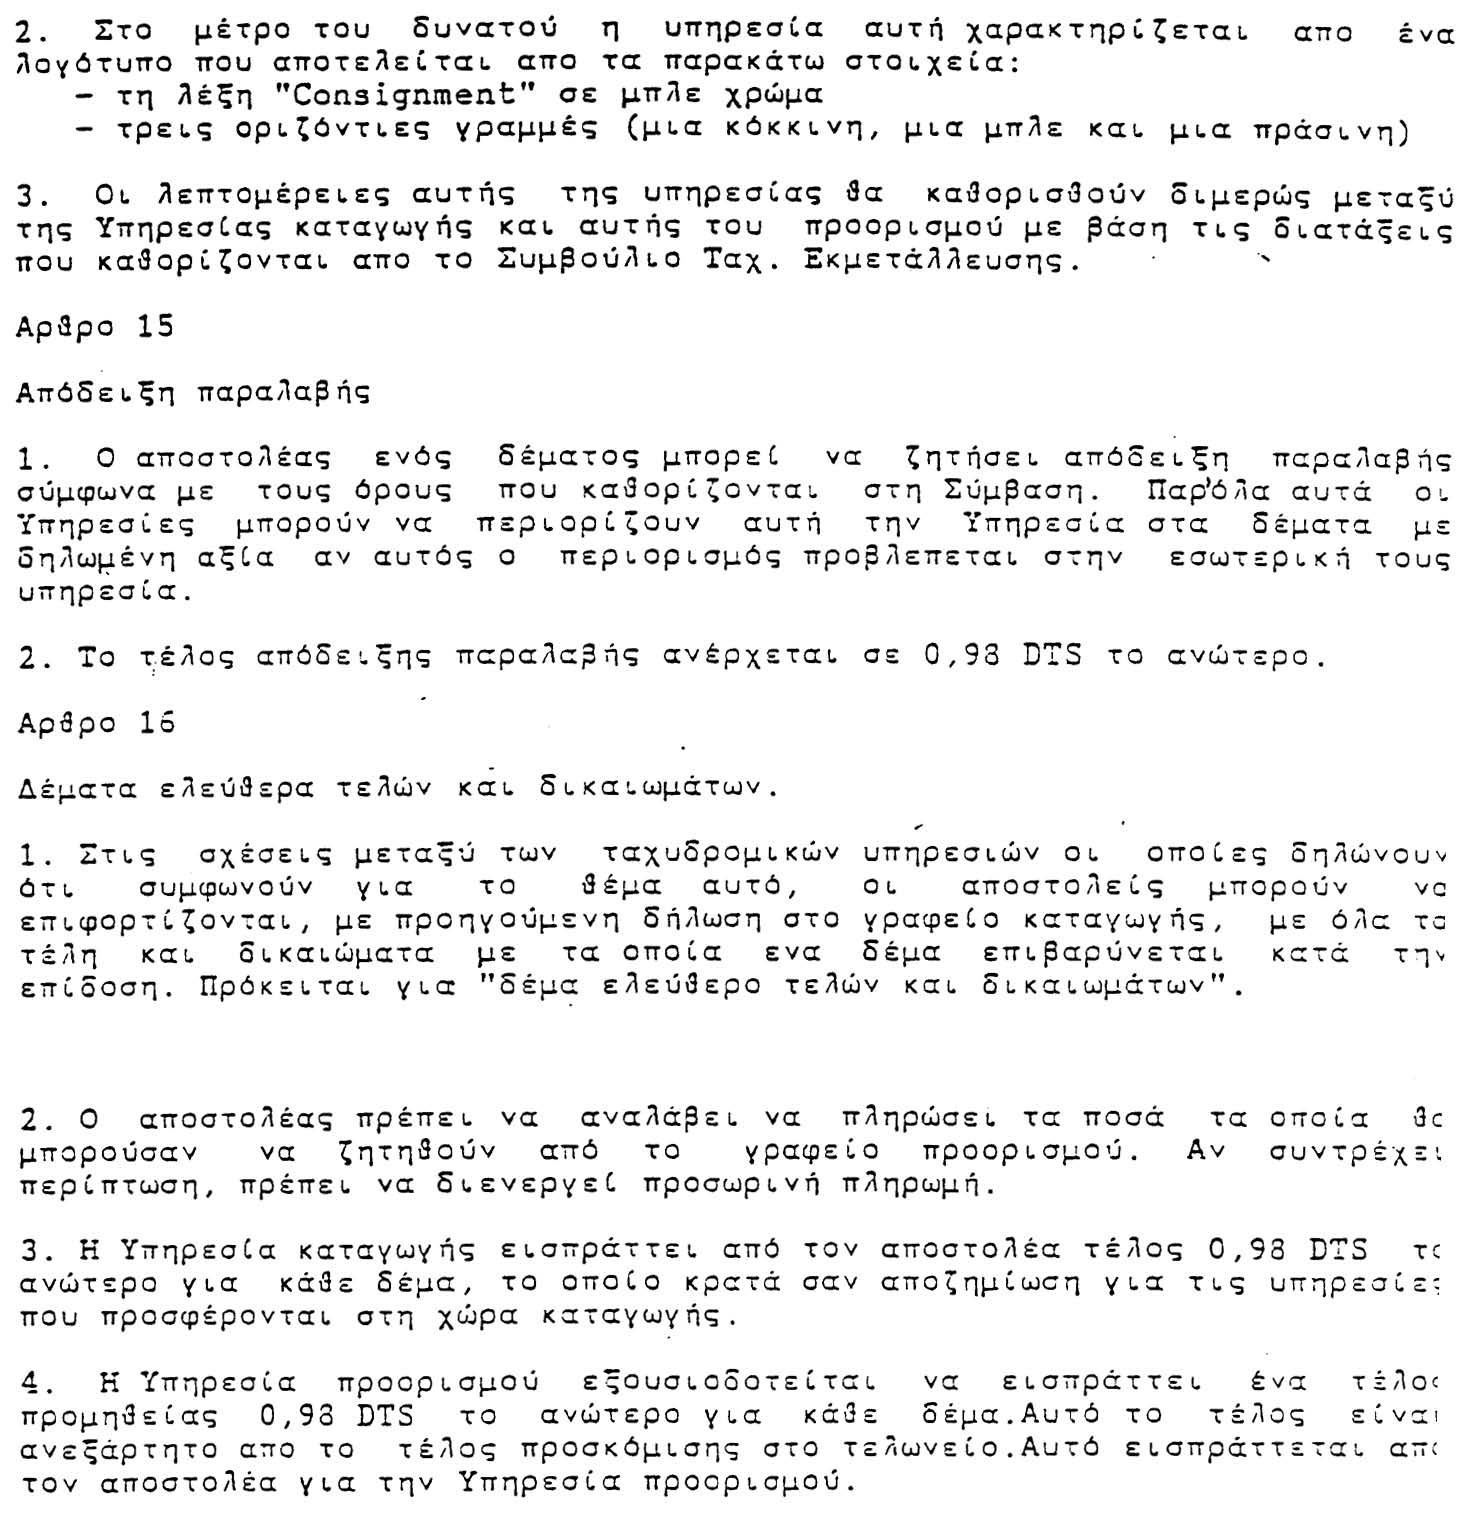 2. Στο μέτρο του δυνατού η υπηρεσία αυτή χαρακτηρίζεται απο ένα
λογότυπο που αποτελείται απο τα παρακάτω στοιχεία:
- τη λέξη "Consignment" σε μπλε χρώμα
- τρεις οριζόντιες γραμμές (μια κόκκινη, μια μπλε και μια πράσινη)
3. Οι λεπτομέρειες αυτής της υπηρεσίας θα καθορισθούν διμερώς μεταξύ
της Υπηρεσίας καταγωγής και αυτής του προορισμού με βάση τις διατάξεις
που καθορίζονται απο το Συμβούλιο Ταχ. Εκμετάλλευσης.
Αρθρο 15
Απόδειξη παραλαβής
1. Ο αποστολέας ενός δέματος μπορεί να ζητήσει απόδειξη παραλαβής
σύμφωνα με τους όρους που καθορίζονται στη Σύμβαση. Παρ'όλα αυτά οι
Υπηρεσίες μπορούν να περιορίζουν αυτή την Υπηρεσία στα δέματα με
δηλωμένη αξία αν αυτός ο περιορισμός προβλεπεται στην εσωτερική τους
υπηρεσία.
2. Το τέλος απόδειξης παραλαβής ανέρχεται σε 0,98 DTS το ανώτερο.
Αρθρο 16
Δέματα ελεύθερα τελών και δικαιωμάτων.
1. Στις σχέσεις μεταξύ των ταχυδρομικών υπηρεσιών οι οποίες δηλώνουν
ότι συμφωνούν για το θέμα αυτό, οι αποστολείς μπορούν να
επιφορτίζονται, με προηγούμενη δήλωση στο γραφείο καταγωγής, με όλα τα
τέλη και δικαιώματα με τα οποία ενα δέμα επιβαρύνεται κατά την
επίδοση. Πρόκειται για "δέμα ελεύθερο τελών και δικαιωμάτων".
2. Ο αποστολέας πρέπει να αναλάβει να πληρώσει τα ποσά τα οποία θα
μπορούσαν να ζητηθούν από το γραφείο προορισμού. Αν συντρέχει
περίπτωση, πρέπει να διενεργεί προσωρινή πληρωμή.
3. Η Υπηρεσία καταγωγής εισπράττει από τον αποστολέα τέλος 0,98 DTS το
ανώτερο για κάθε δέμα, το οποίο κρατά σαν αποζημίωση για τις υπηρεσίες
που προσφέρονται στη χώρα καταγωγής.
4. Η Υπηρεσία προορισμού εξουσιοδοτείται να εισπράττει ένα τέλος
προμηθείας 0,98 DTS το ανώτερο για κάθε δέμα.Αυτό το τέλος είναι
ανεξάρτητο απο το τέλος προσκόμισης στο τελωνείο.Αυτό εισπράττεται απο
τον αποστολέα για την Υπηρεσία προορισμού.